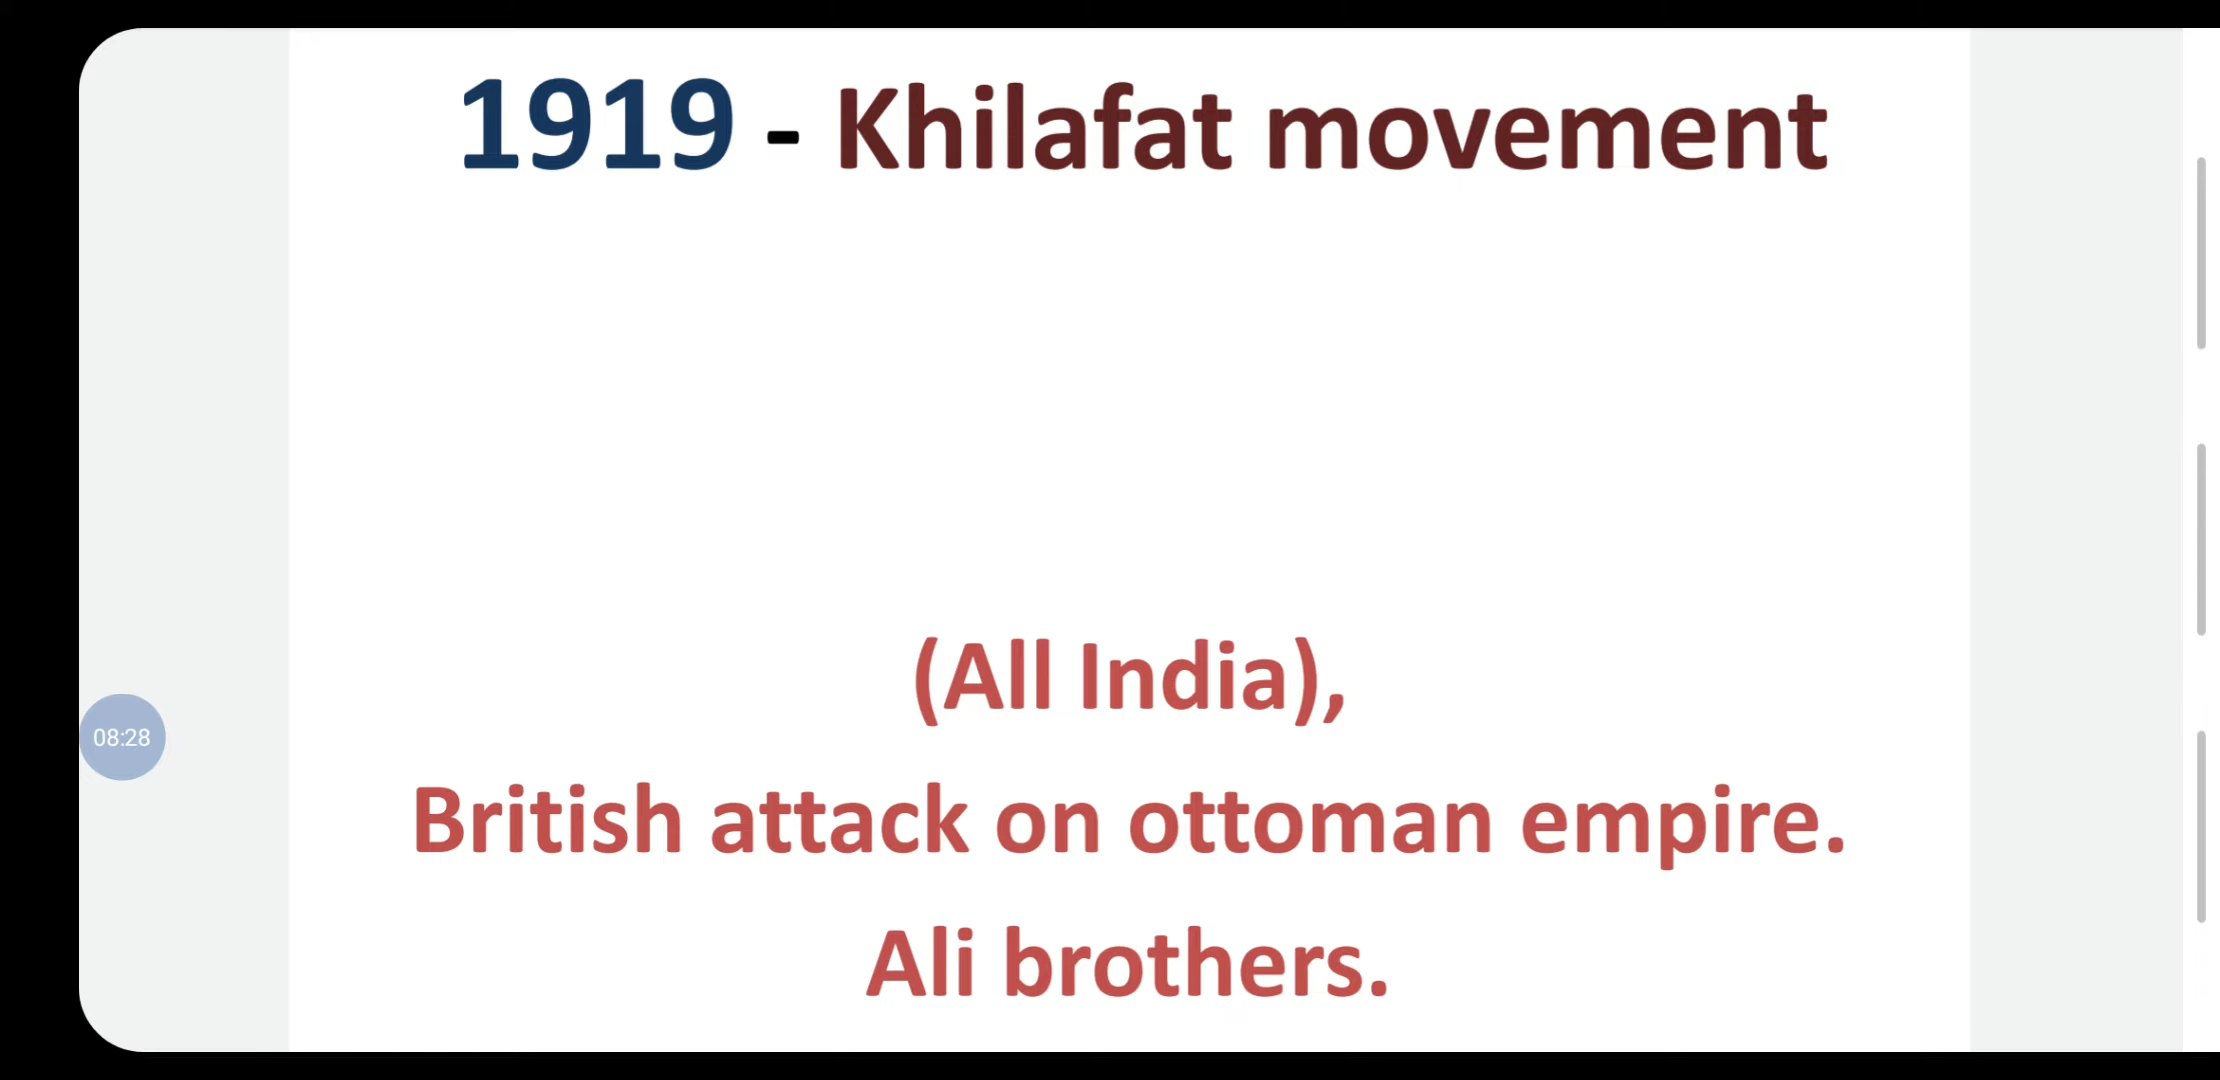 1919 - Khilafat movement
(All India),
08:28
British attack on ottoman empire.
Ali brothers.